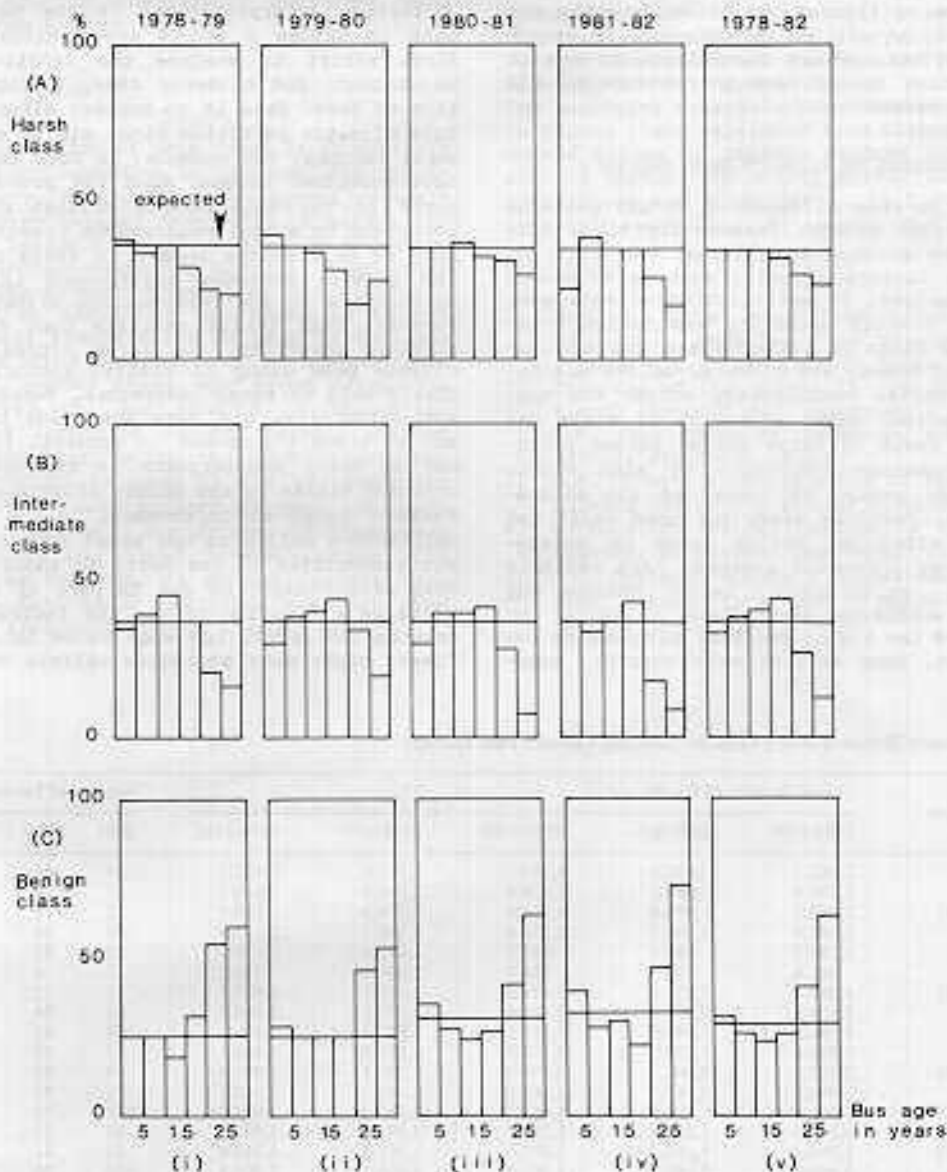 % 1978-79 1979-80 1980-81 1981-82 1978-82
100
(A)
Harsh
class
50
expected
0
100
(B)
Inter-
mediate
class
50
0
100
(C)
Benign
class
50
0
5 15 25 5 15 25 5 15 25 5 15 25 5 15 25 Bus age
in years
(i) (ii) (iii) (iv) (v)